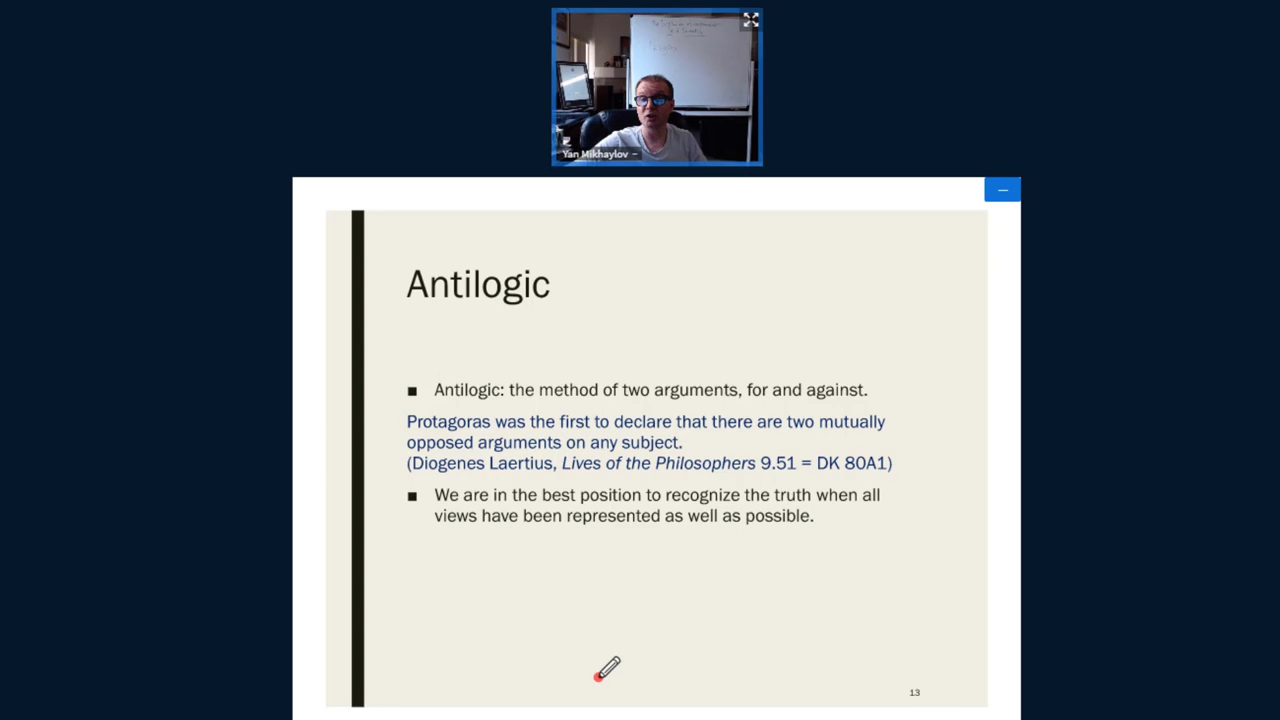 Yan Mikhaylov
Antilogic
■ Antilogic: the method of two arguments, for and against.
Protagoras was the first to declare that there are two mutually
opposed arguments on any subject.
(Diogenes Laertius, Lives of the Philosophers 9.51 = DK 80A1)
■ We are in the best position to recognize the truth when all
views have been represented as well as possible.
13